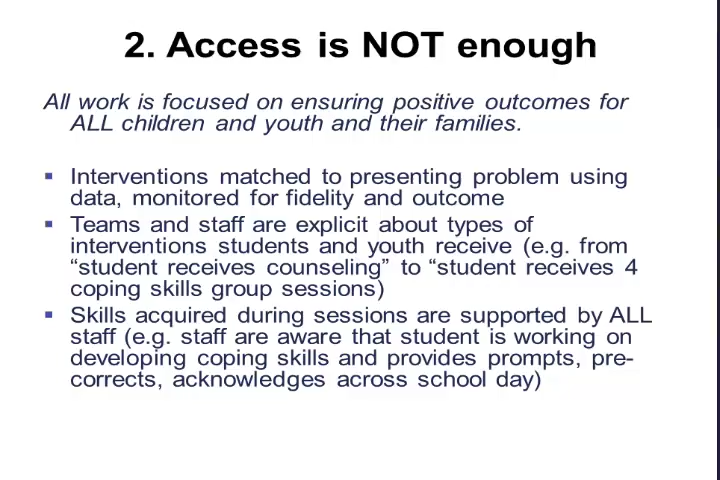 2. Access is NOT enough
All work is focused on ensuring positive outcomes for
ALL children and youth and their families.
▪ Interventions matched to presenting problem using
data, monitored for fidelity and outcome
▪ Teams and staff are explicit about types of
interventions students and youth receive (e.g. from
“student receives counseling” to “student receives 4
coping skills group sessions)
▪ Skills acquired during sessions are supported by ALL
staff (e.g. staff are aware that student is working on
developing coping skills and provides prompts, pre-
corrects, acknowledges across school day)